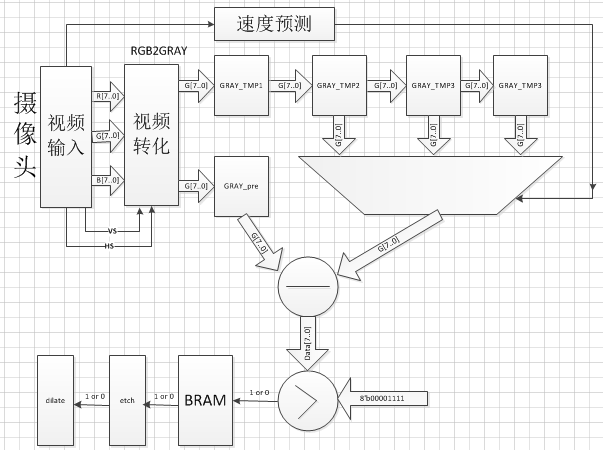 速度预测
RGB2GRAY
摄像头
视频输入
视频转化
R[7..0]
G[7..0]
B[7..0]
VS
HS
G[7..0]
GRAY_TMP1
G[7..0]
GRAY_TMP2
G[7..0]
GRAY_TMP3
G[7..0]
GRAY_TMP3
G[7..0]
G[7..0]
G[7..0]
G[7..0]
GRAY_pre
G[7..0]
G[7..0]
Data[7..0]
dilate
1 or 0
etch
1 or 0
BRAM
1 or 0
8'b00001111